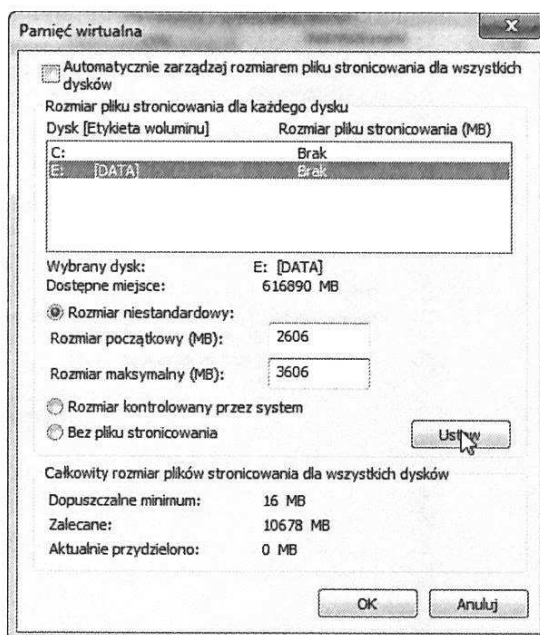 Pamięć wirtualna
Automatycznie zarządzaj rozmiarem pliku stronicowania dla wszystkich
dysków
Rozmiar pliku stronicowania dla każdego dysku
Dysk [Etykieta woluminu] Rozmiar pliku stronicowania (MB)
C: Brak
E: [DATA] Brak
Wybrany dysk: E: [DATA]
Dostępne miejsce: 616890 MB
Rozmiar niestandardowy:
Rozmiar początkowy (MB): 2606
Rozmiar maksymalny (MB): 3606
Rozmiar kontrolowany przez system
Bez pliku stronicowania
Ustaw
Całkowity rozmiar plików stronicowania dla wszystkich dysków
Dopuszczalne minimum: 16 MB
Zalecane: 10678 MB
Aktualnie przydzielono: 0 MB
OK Anuluj